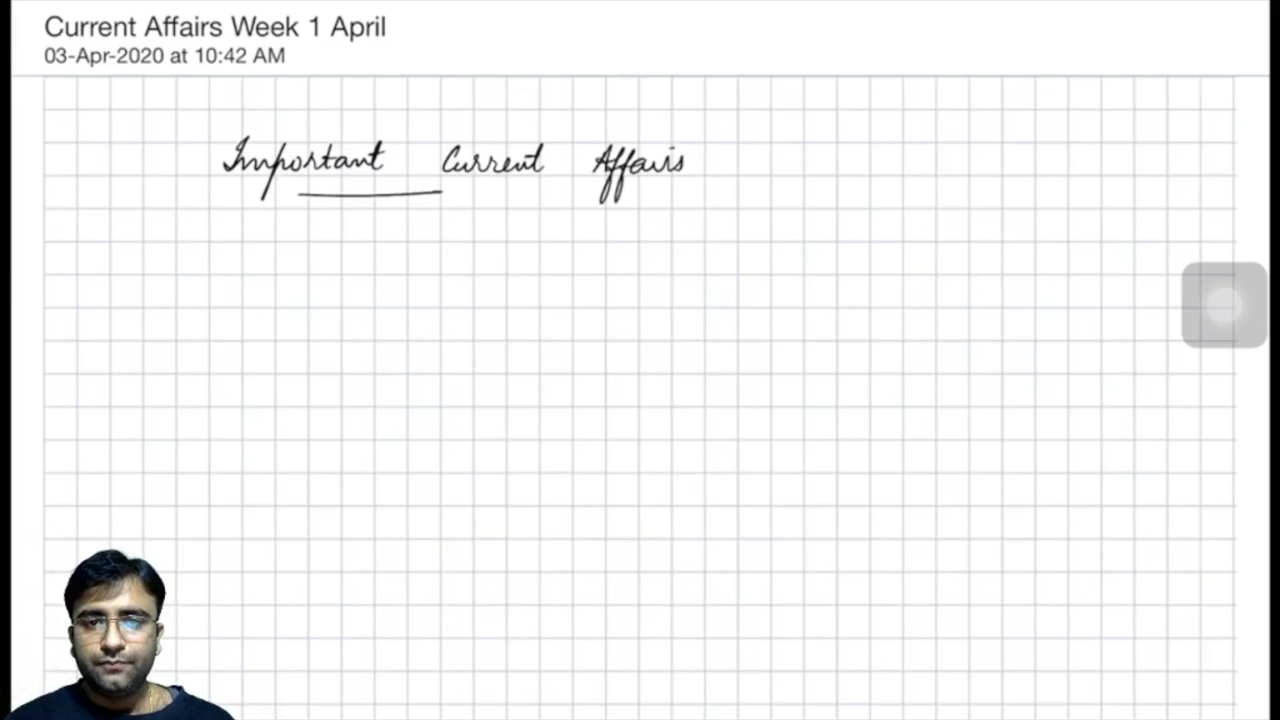 Current Affairs Week 1 April
03-Apr-2020 at 10:42 AM
Important Current Affairs